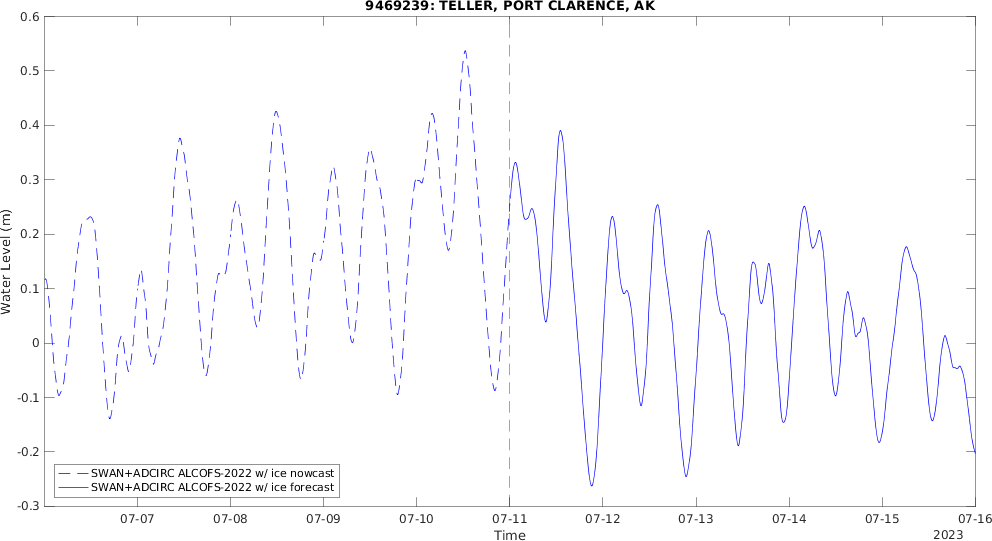 9469239: TELLER, PORT CLARENCE, AK
Water Level (m)
0.6
0.5
0.4
0.3
0.2
0.1
0
-0.1
-0.2
-0.3
SWAN+ADCIRC ALCOFS-2022 w/ ice nowcast
SWAN+ADCIRC ALCOFS-2022 w/ ice forecast
07-07 07-08 07-09 07-10 07-11 07-12 07-13 07-14 07-15 07-16
Time
2023